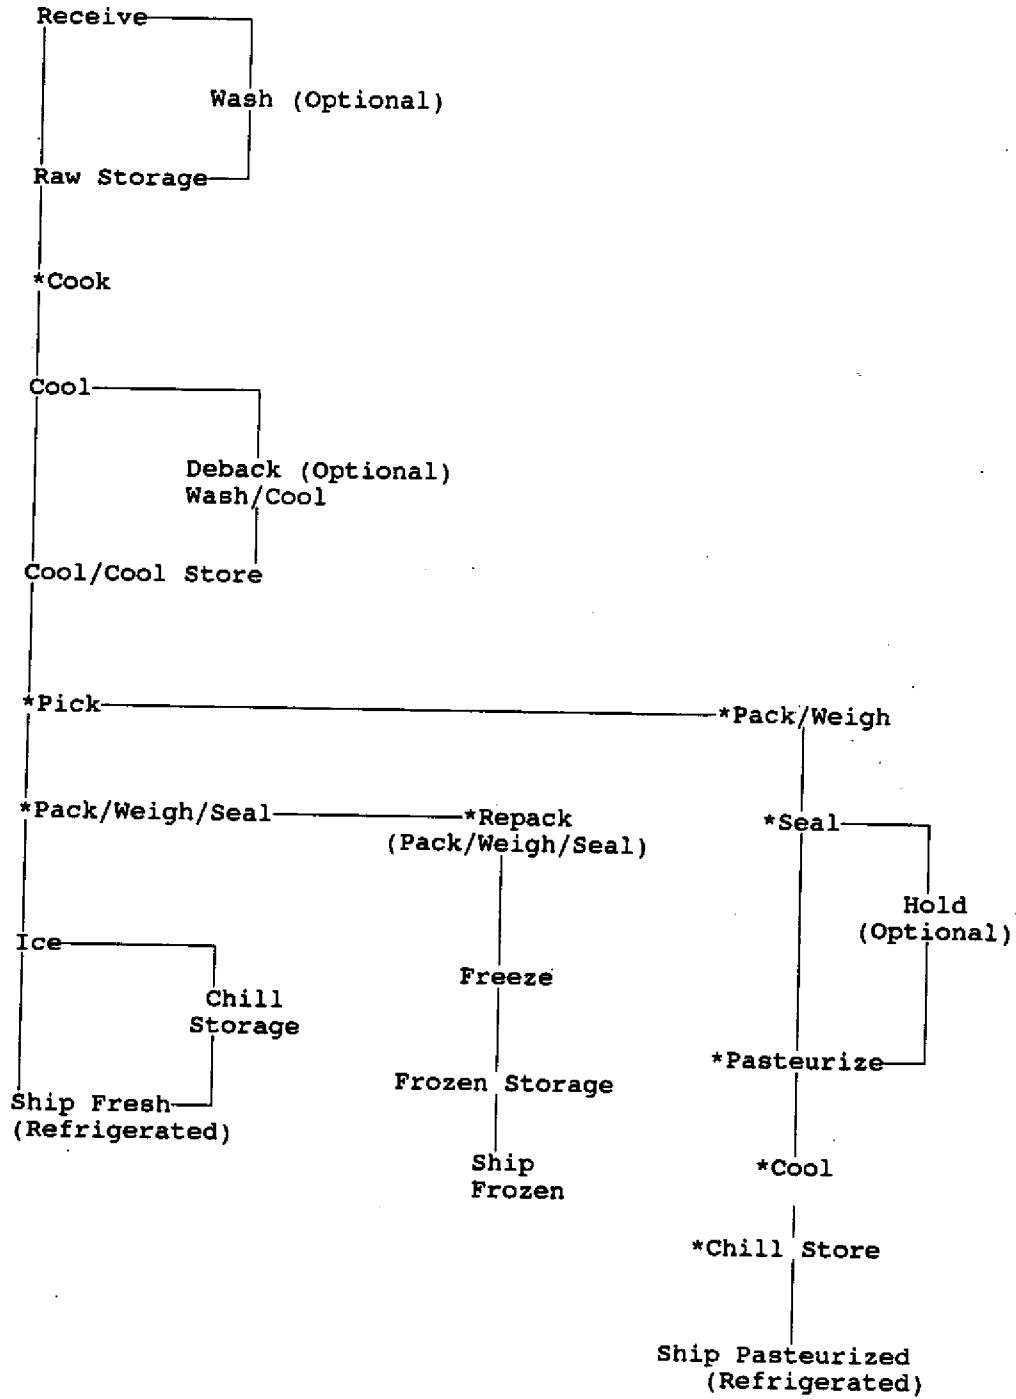 Receive
Wash (Optional)
Raw Storage
*Cook
Cool
Deback (Optional)
Wash/Cool
Cool/Cool Store
*Pick
*Pack/Weigh
*Pack/Weigh/Seal
*Repack
(Pack/Weigh/Seal)
*Seal
Hold
(Optional)
Ice
Chill
Storage
Freeze
*Pasteurize
Frozen Storage
Ship Fresh
(Refrigerated)
Ship
Frozen
*Cool
*Chill Store
Ship Pasteurized
(Refrigerated)